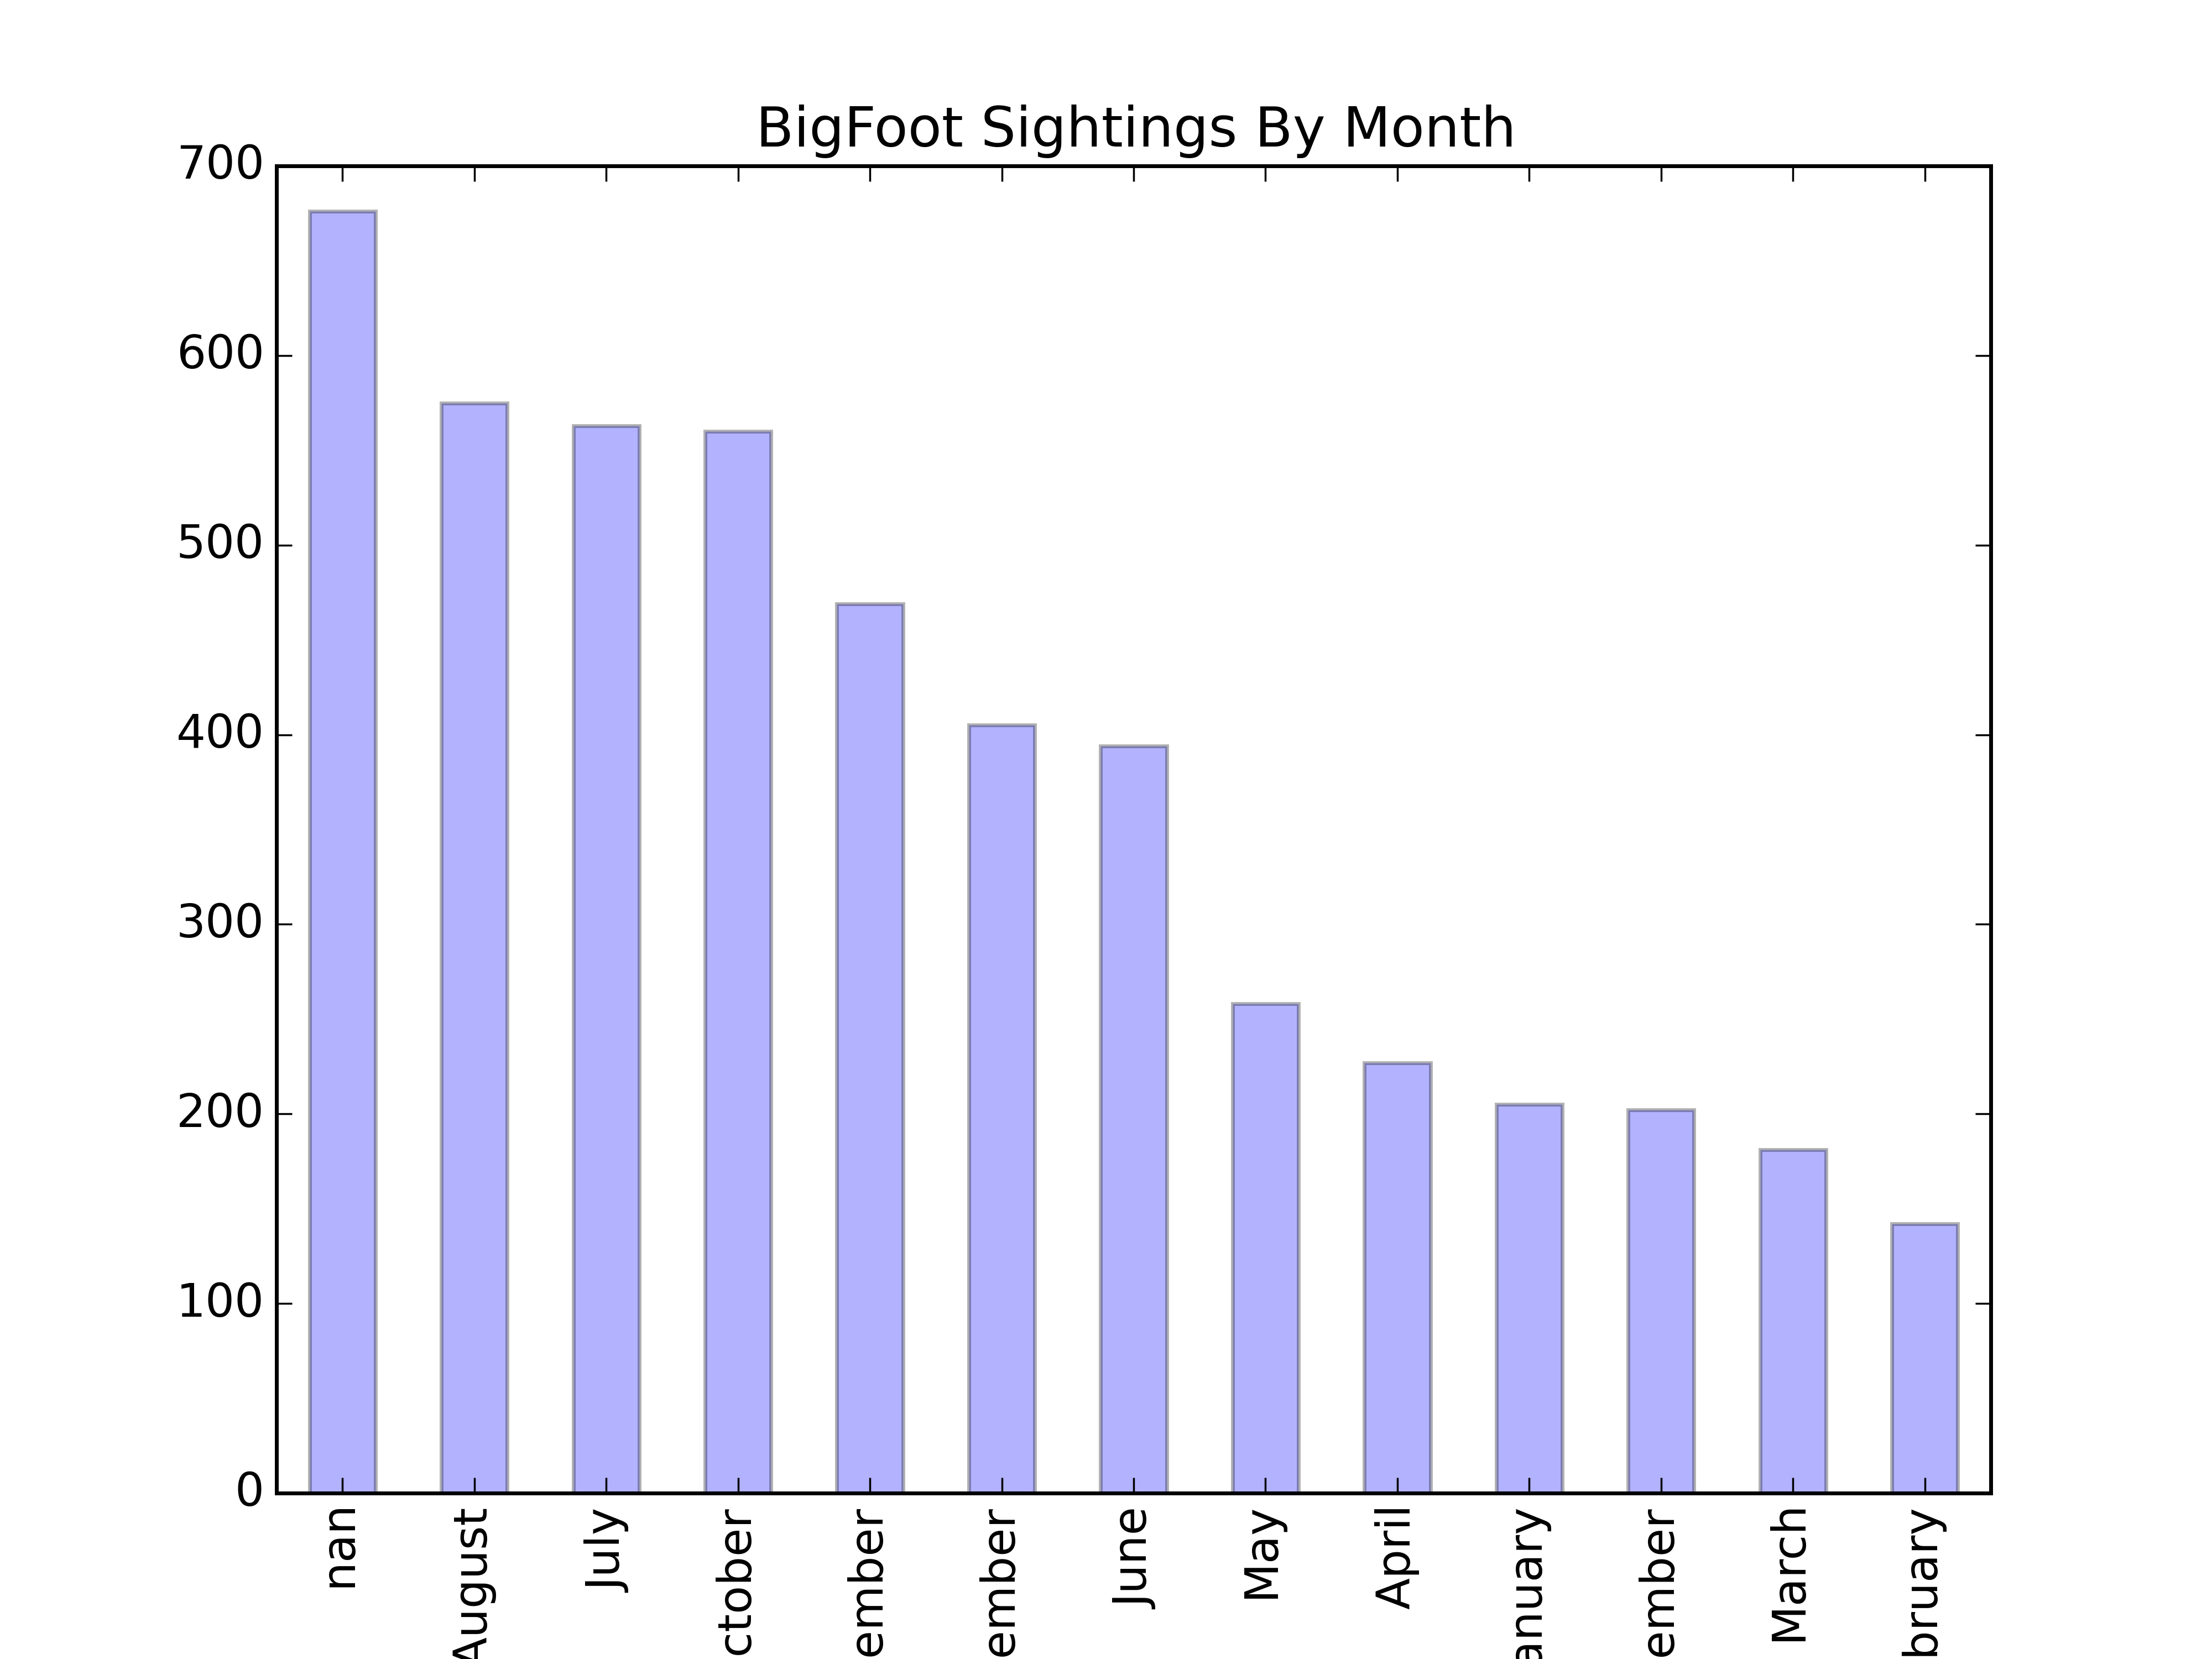 BigFoot Sightings By Month
700
600
500
400
300
200
100
0
nan
August
July
ctober
ember
ember
June
May
April
anuary
ember
March
bruary